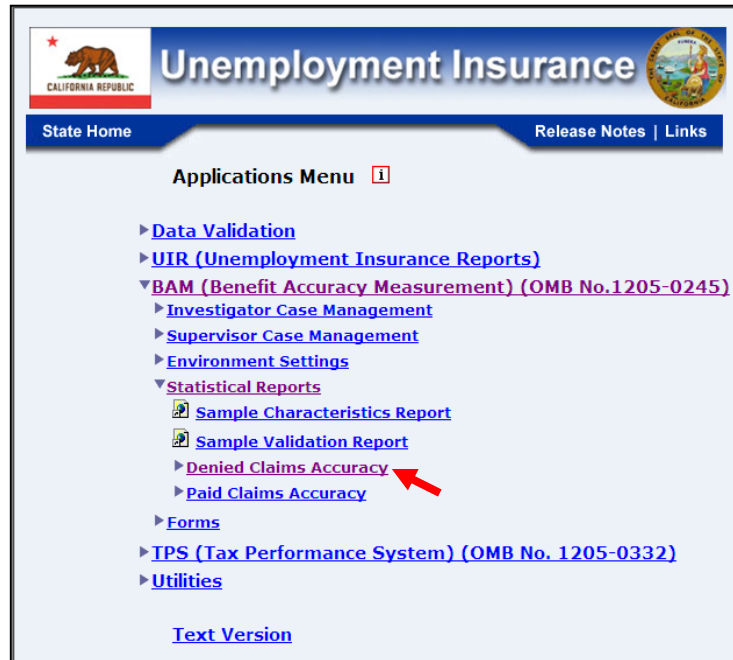 CALIFORNIA REPUBLIC
Unemployment Insurance
State Home
Release Notes | Links
Applications Menu i
Data Validation
UIR (Unemployment Insurance Reports)
BAM (Benefit Accuracy Measurement) (OMB No.1205-0245)
Investigator Case Management
Supervisor Case Management
Environment Settings
Statistical Reports
Sample Characteristics Report
Sample Validation Report
Denied Claims Accuracy
Paid Claims Accuracy
Forms
TPS (Tax Performance System) (OMB No. 1205-0332)
Utilities
Text Version